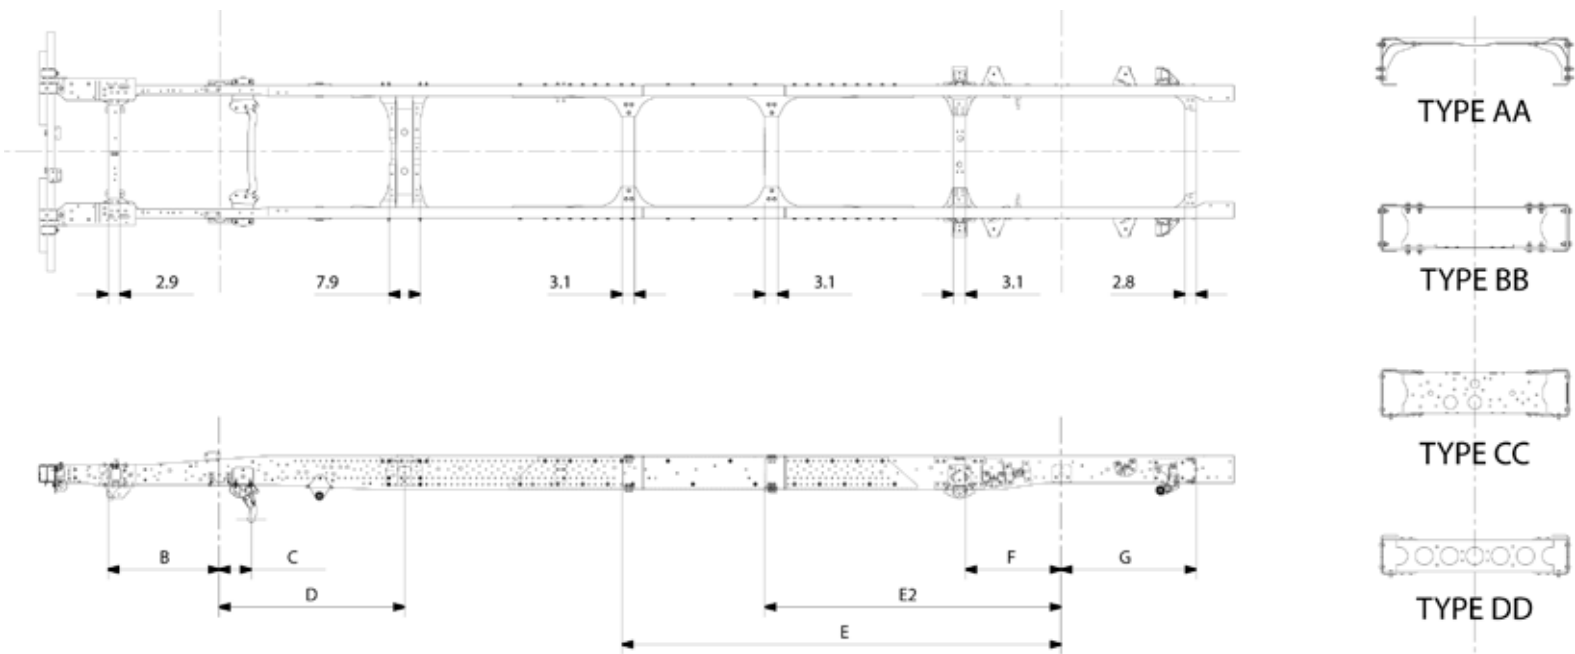 TYPE AA
TYPE BB
2.9 7.9 3.1 3.1 3.1 2.8
TYPE CC
B C F G
D E2
TYPE DD
E